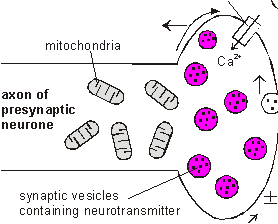 mitochondria
Ca2+
axon of
presynaptic
neurone
synaptic vesicles
containing neurotransmitter
+